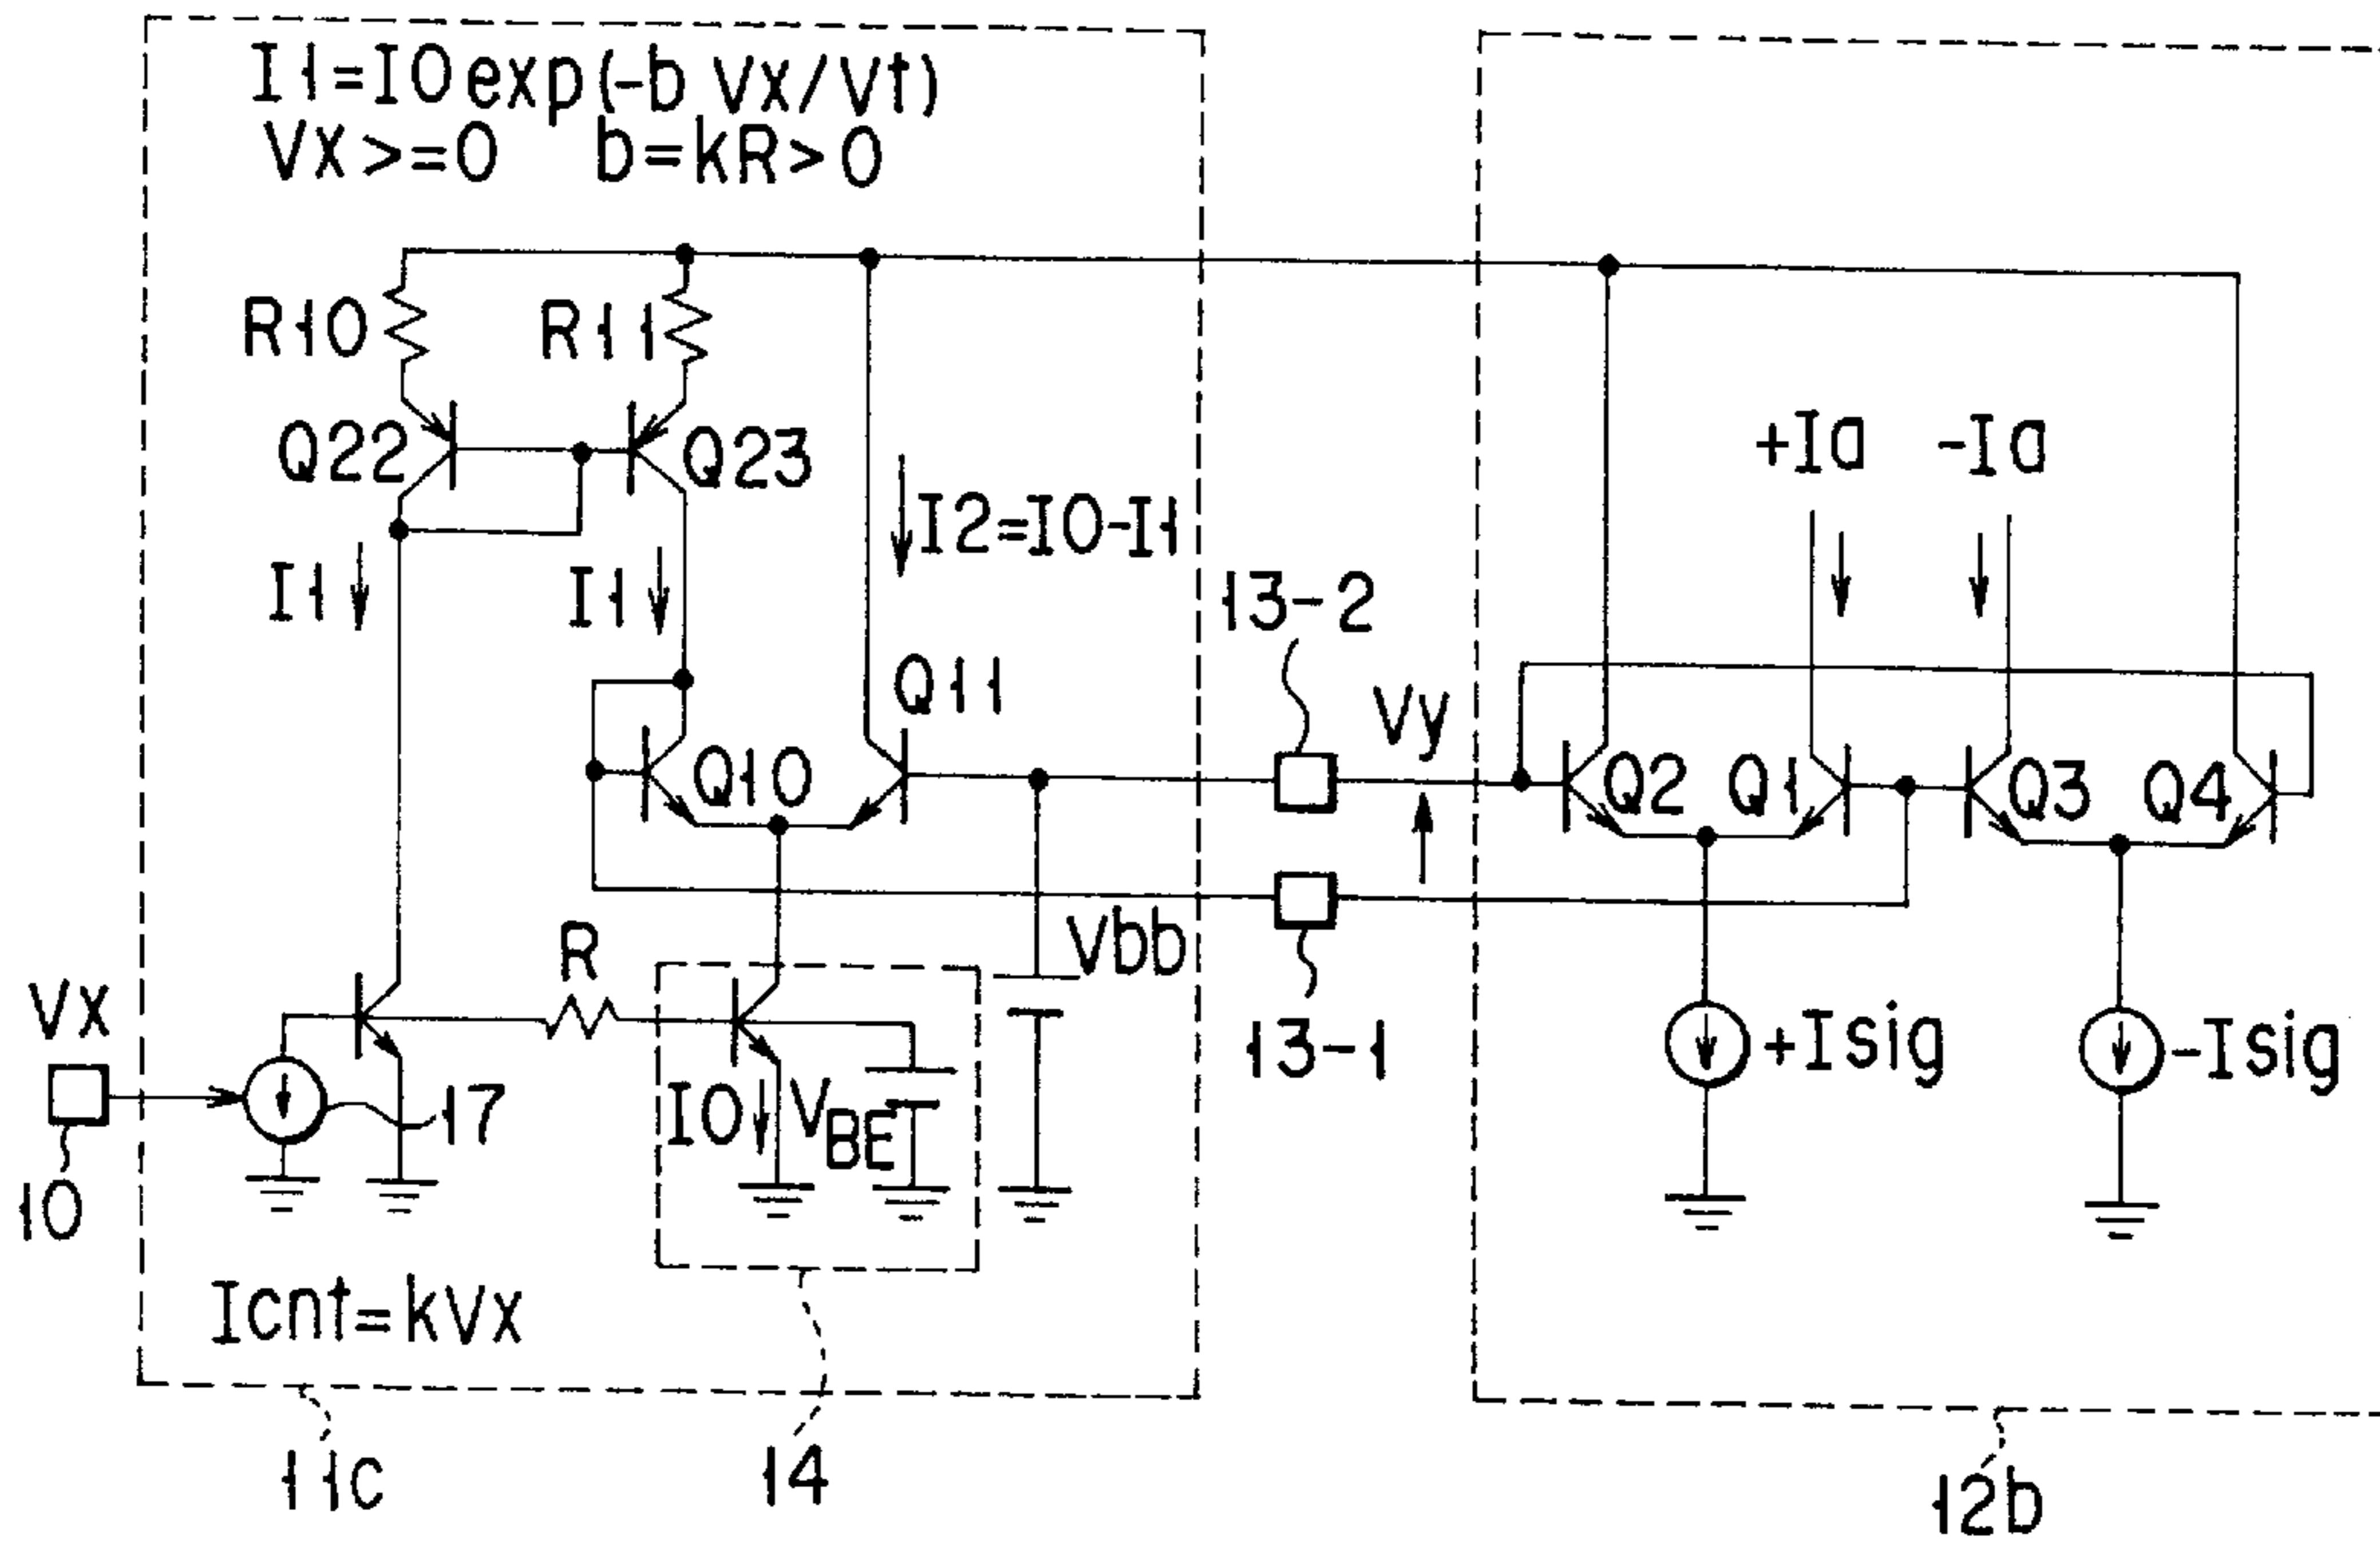 I1=I0 exp(-b Vx/Vt)
Vx>=0 b=kR>0
R10
R11
Q22
Q23
+Ia
-Ia
I2=I0-I1
I1
I1
13-2
Q11
Vy
Q10
Q2
Q1
Q3
Q4
R
Vbb
Vx
13-1
+Isig
-Isig
I0
VBE
17
10
Icnt=kVx
11c
14
12b